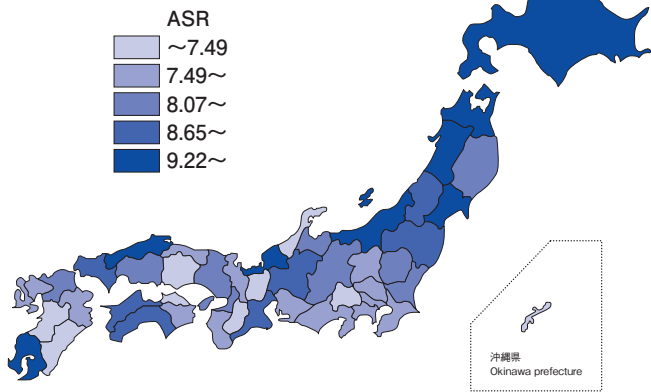 ASR
～7.49
7.49～
8.07～
8.65～
9.22～
沖縄県
Okinawa prefecture